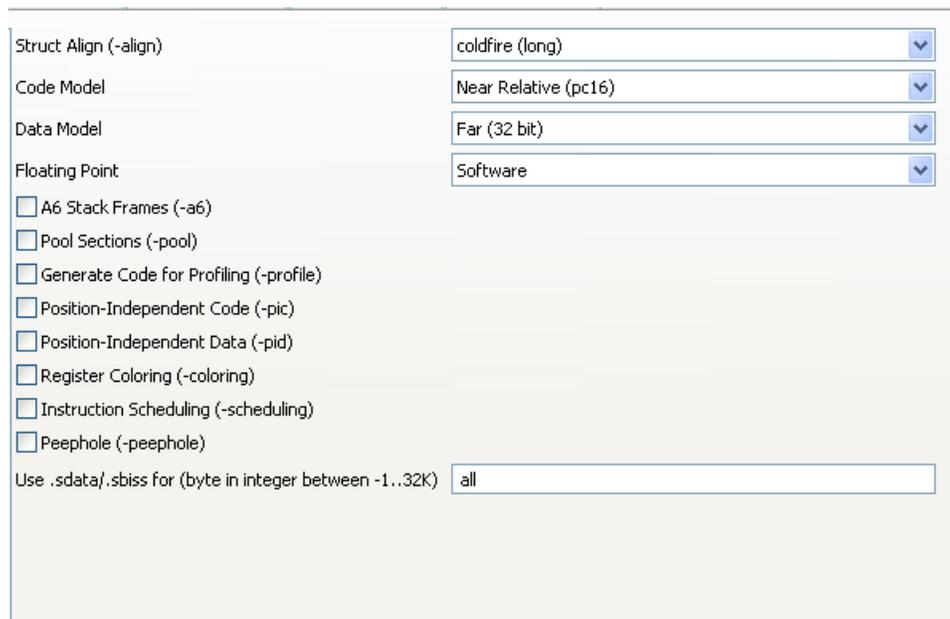 Struct Align (-align) coldfire (long)
Code Model Near Relative (pc16)
Data Model Far (32 bit)
Floating Point Software
A6 Stack Frames (-a6)
Pool Sections (-pool)
Generate Code for Profiling (-profile)
Position-Independent Code (-pic)
Position-Independent Data (-pid)
Register Coloring (-coloring)
Instruction Scheduling (-scheduling)
Peephole (-peephole)
Use .sdata/.sbiss for (byte in integer between -1..32K) all